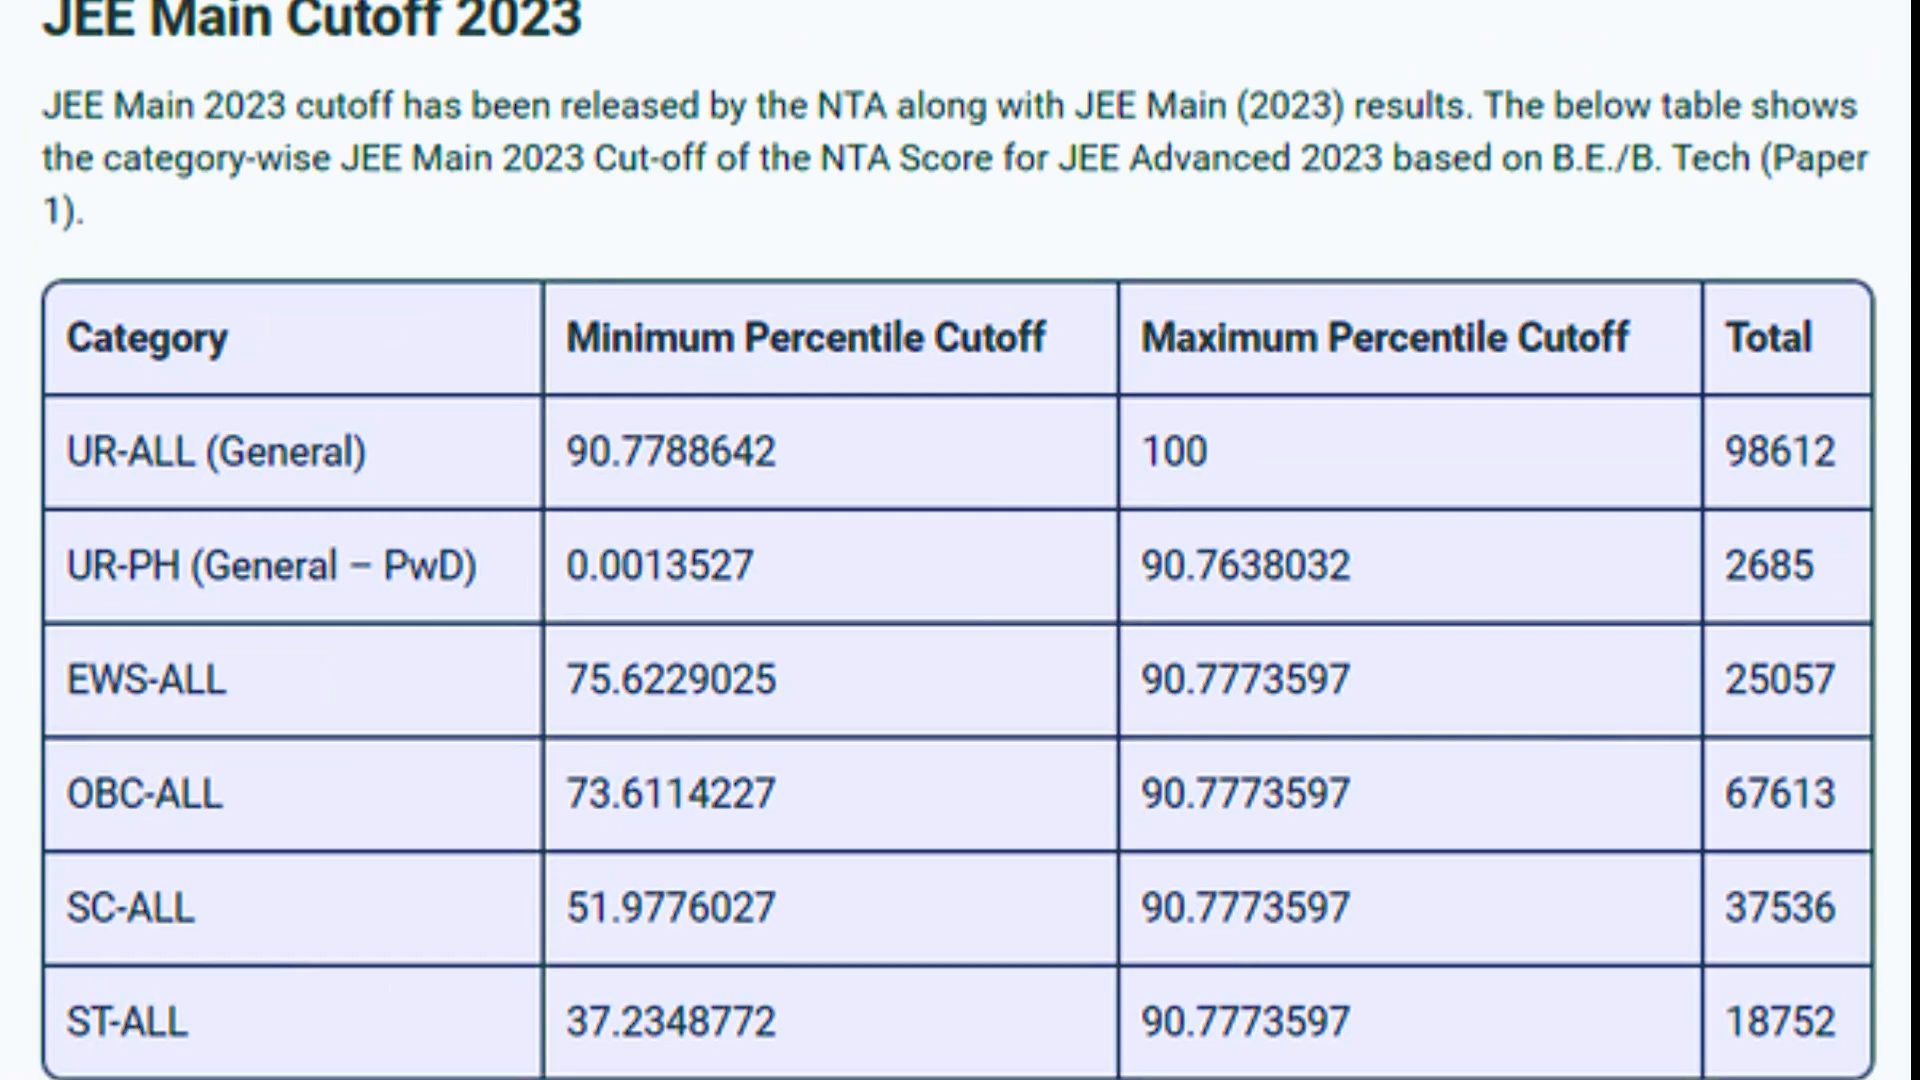 JEE Main Cutoff 2023
JEE Main 2023 cutoff has been released by the NTA along with JEE Main (2023) results. The below table shows
the category-wise JEE Main 2023 Cut-off of the NTA Score for JEE Advanced 2023 based on B.E./B. Tech (Paper
1).
Category Minimum Percentile Cutoff Maximum Percentile Cutoff Total
UR-ALL (General) 90.7788642 100 98612
UR-PH (General – PwD) 0.0013527 90.7638032 2685
EWS-ALL 75.6229025 90.7773597 25057
OBC-ALL 73.6114227 90.7773597 67613
SC-ALL 51.9776027 90.7773597 37536
ST-ALL 37.2348772 90.7773597 18752